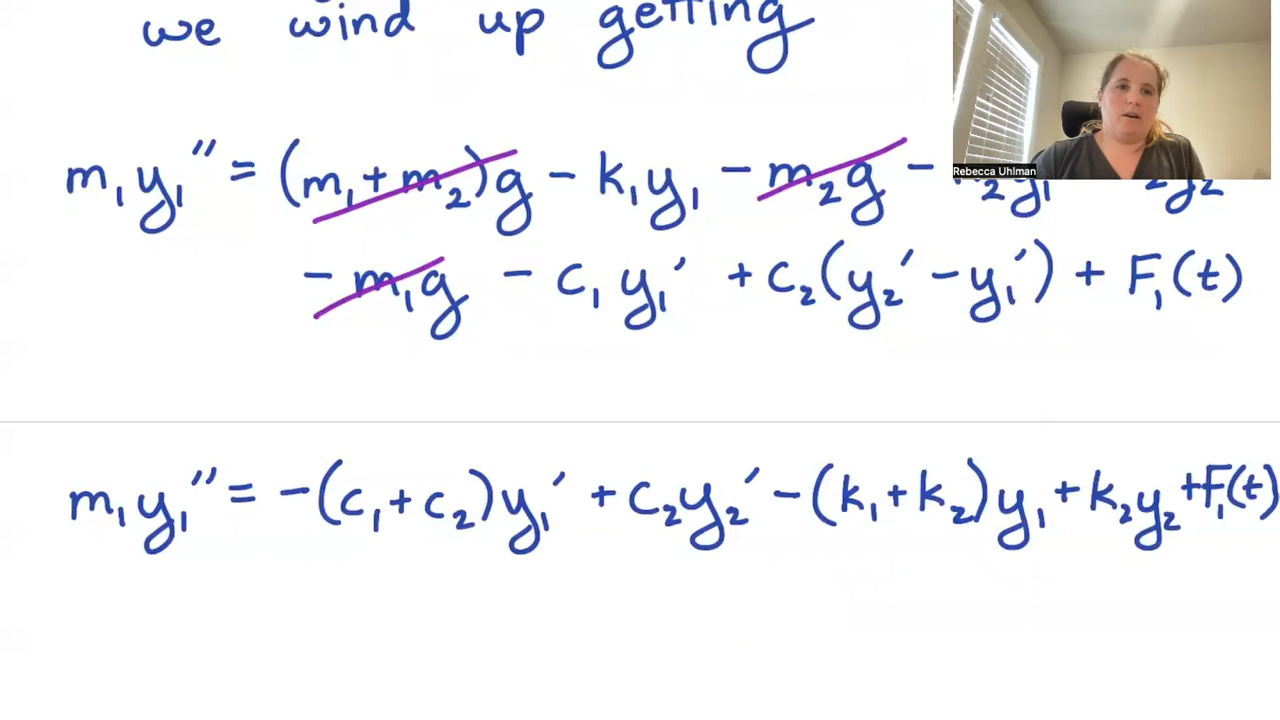 we wind up getting
m₁y₁'' = (m₁+m₂)g - k₁y₁ - m₂g -
Rebecca Uhlman
- m₁g - c₁y₁' + c₂(y₂' - y₁') + F₁(t)
m₁y₁'' = -(c₁+c₂)y₁' + c₂y₂' - (k₁+k₂)y₁ + k₂y₂ + F₁(t)